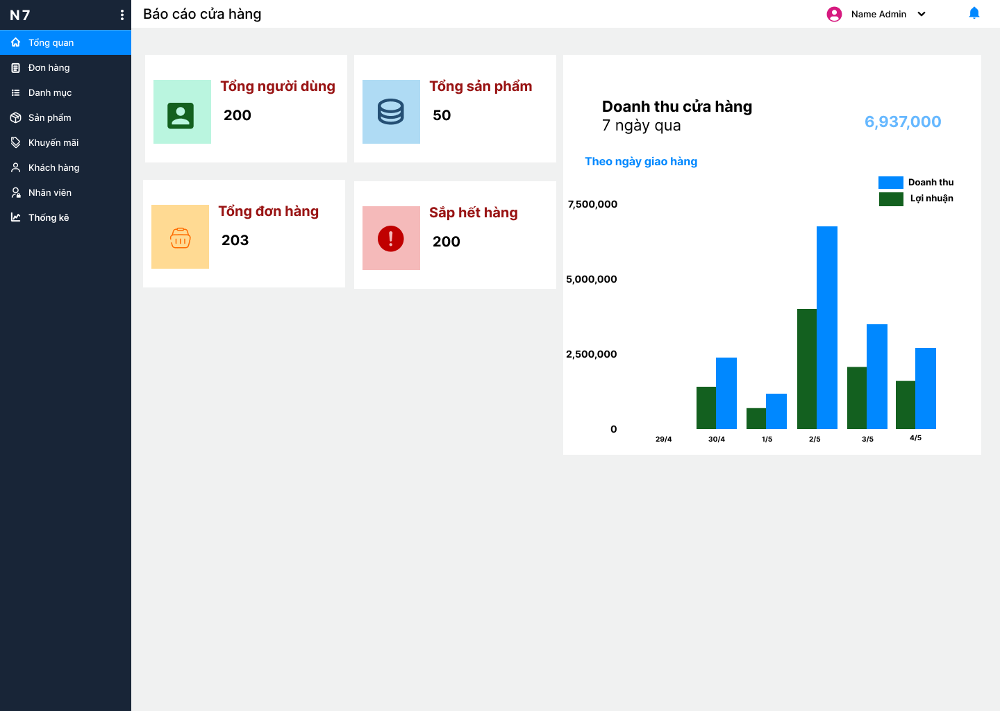 N7
Báo cáo cửa hàng
Name Admin
Tổng quan
Đơn hàng
Danh mục
Sản phẩm
Khuyến mãi
Khách hàng
Nhân viên
Thống kê
Tổng người dùng
200
Tổng sản phẩm
50
Tổng đơn hàng
203
Sắp hết hàng
200
Doanh thu cửa hàng
7 ngày qua
6,937,000
Theo ngày giao hàng
Doanh thu
Lợi nhuận
7,500,000
5,000,000
2,500,000
0
29/4 30/4 1/5 2/5 3/5 4/5